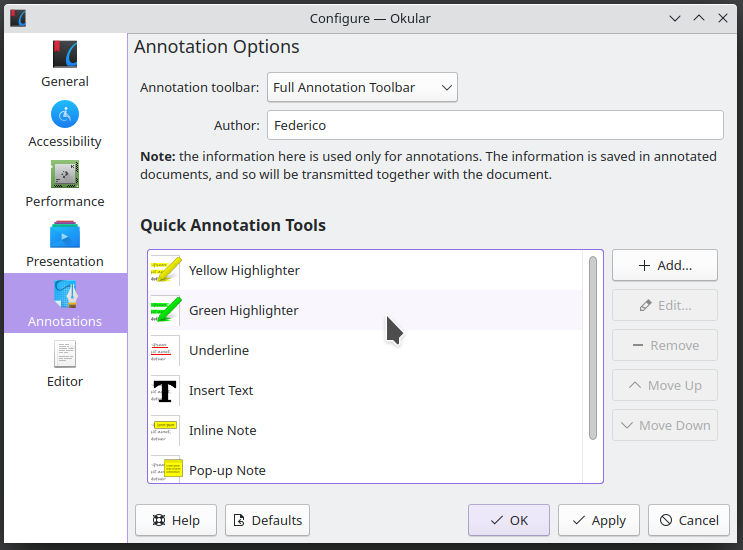 Configure — Okular
General
Accessibility
Performance
Presentation
Annotations
Editor
Annotation Options
Annotation toolbar: Full Annotation Toolbar
Author: Federico
Note: the information here is used only for annotations. The information is saved in annotated
documents, and so will be transmitted together with the document.
Quick Annotation Tools
Yellow Highlighter
Green Highlighter
Underline
Insert Text
Inline Note
Pop-up Note
Add...
Edit...
Remove
Move Up
Move Down
Help
Defaults
OK
Apply
Cancel